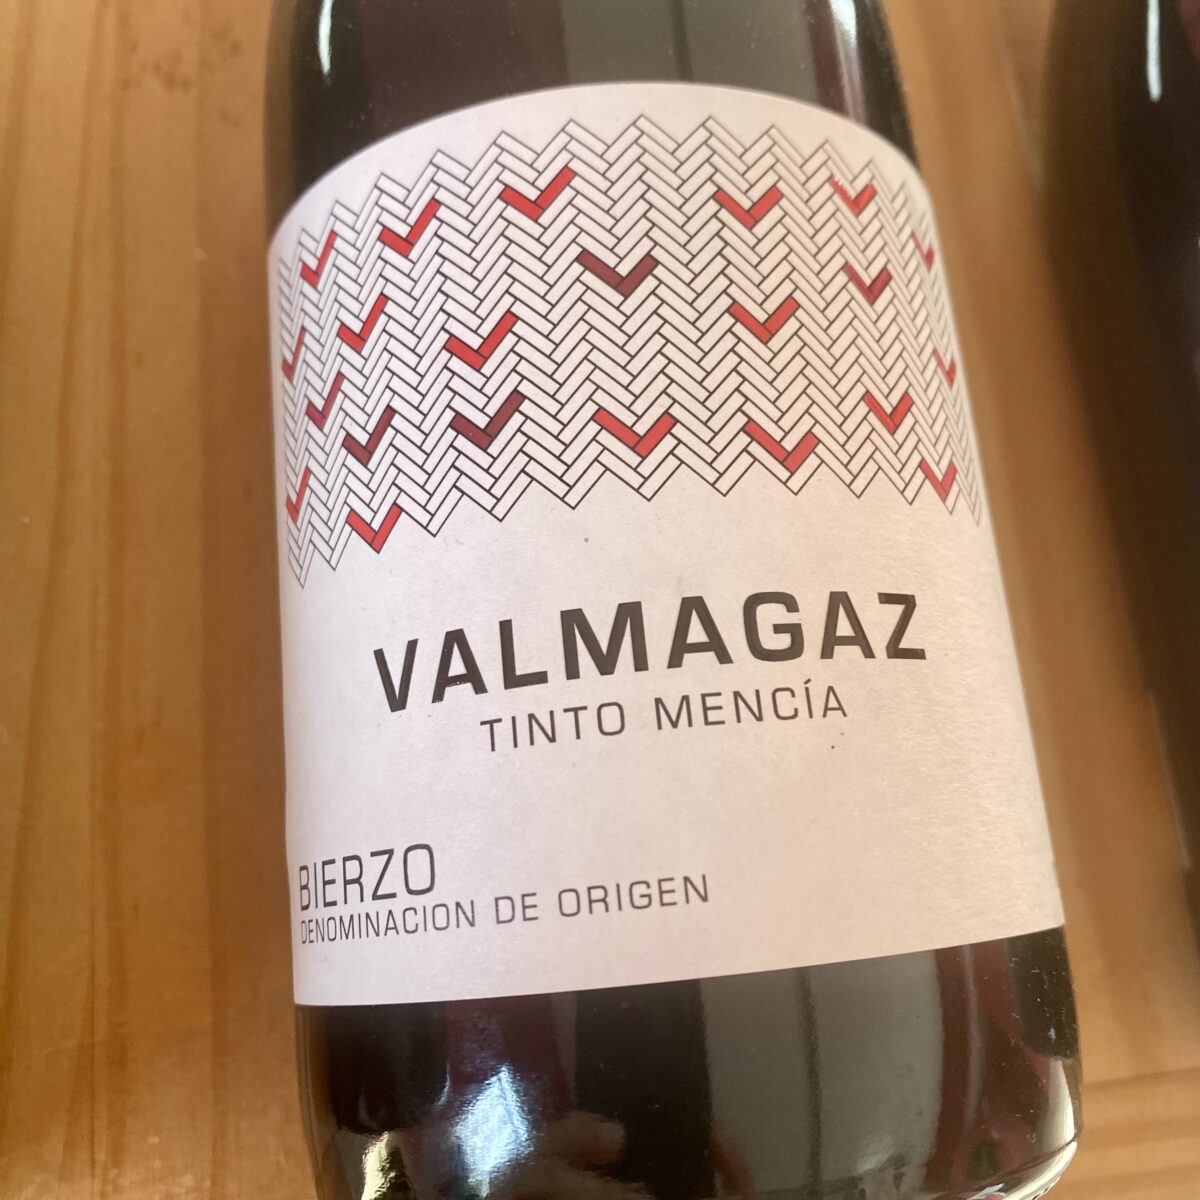 VALMAGAZ
TINTO MENCÍA
BIERZO
DENOMINACION DE ORIGEN